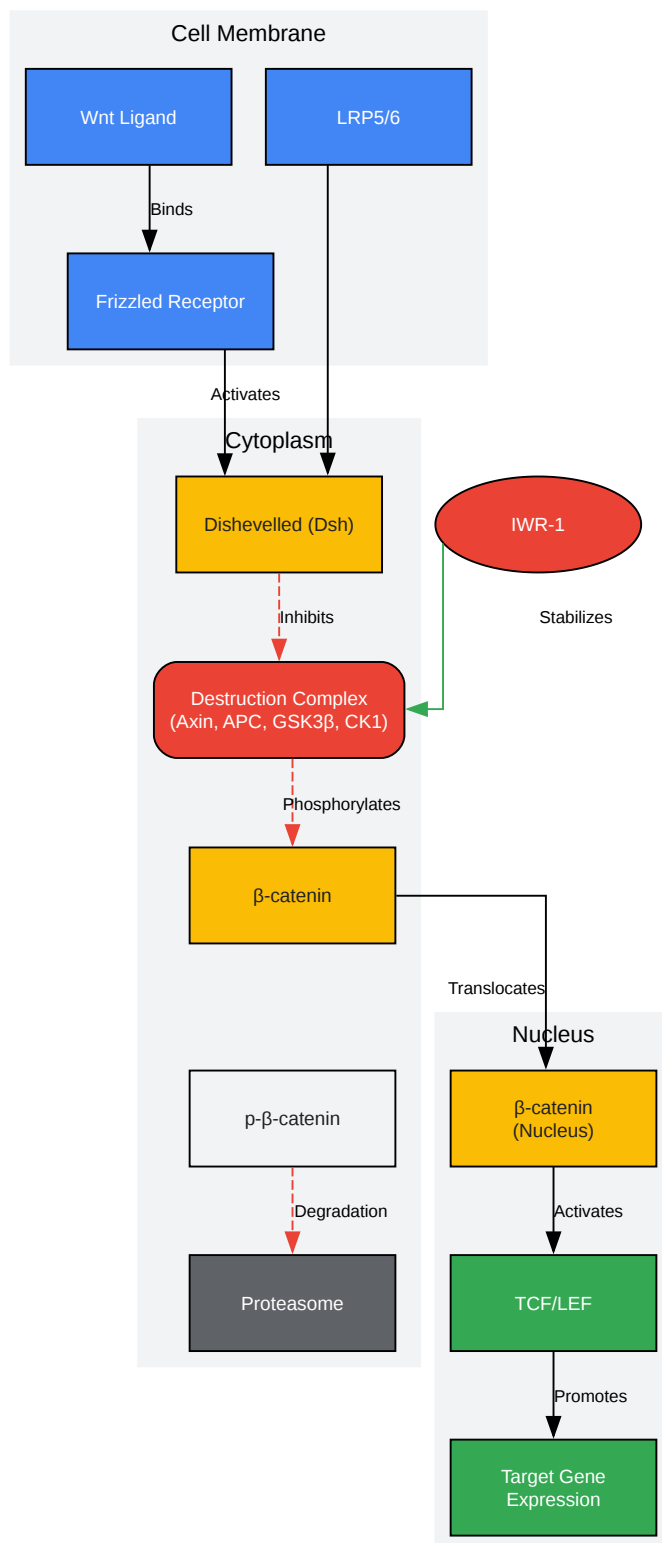 Cell Membrane
Wnt Ligand
LRP5/6
Binds
Frizzled Receptor
Activates
Cytoplasm
Dishevelled (Dsh)
IWR-1
Inhibits
Stabilizes
Destruction Complex
(Axin, APC, GSK3β, CK1)
Phosphorylates
β-catenin
Translocates
Nucleus
p-β-catenin
β-catenin
(Nucleus)
Degradation
Activates
Proteasome
TCF/LEF
Promotes
Target Gene
Expression